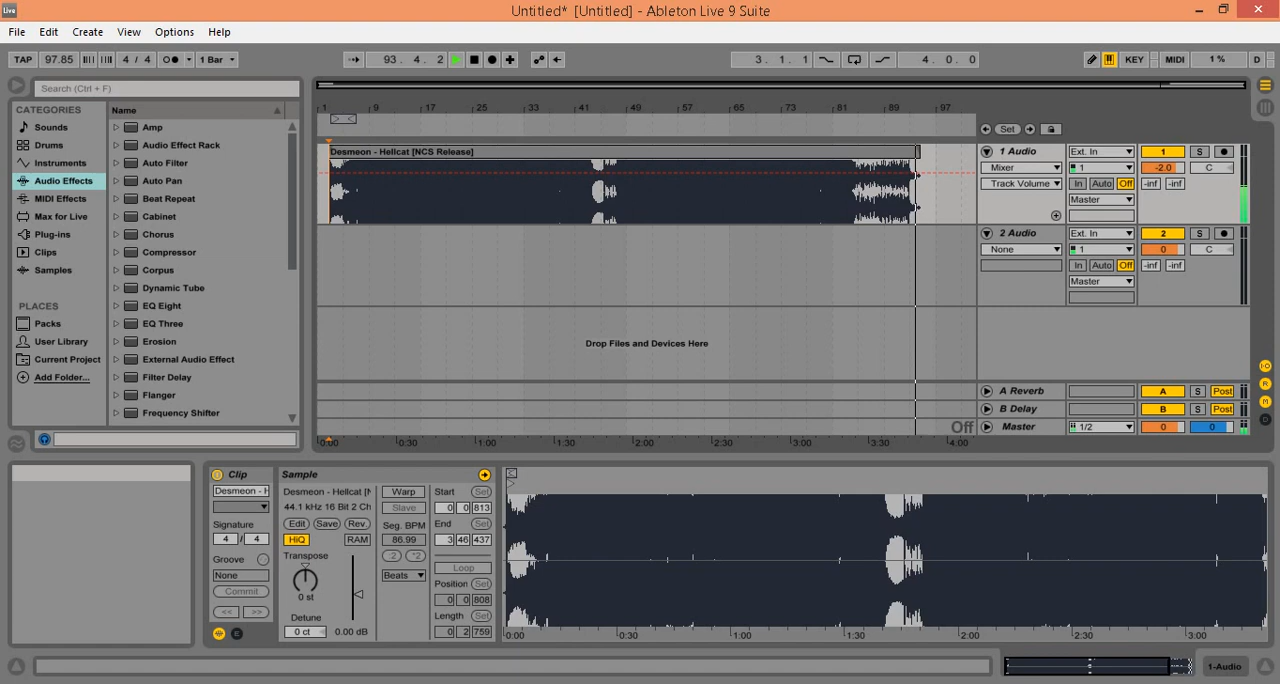 Live
Untitled* [Untitled] - Ableton Live 9 Suite
File Edit Create View Options Help
TAP 97.85 4 / 4 1 Bar 93. 4. 2 3. 1. 1 4. 0. 0 KEY MIDI 1 % D
Search (Ctrl + F)
CATEGORIES
Sounds
Drums
Instruments
Audio Effects
MIDI Effects
Max for Live
Plug-ins
Clips
Samples
PLACES
Packs
User Library
Current Project
Add Folder...
Name
Amp
Audio Effect Rack
Auto Filter
Auto Pan
Beat Repeat
Cabinet
Chorus
Compressor
Corpus
Dynamic Tube
EQ Eight
EQ Three
Erosion
External Audio Effect
Filter Delay
Flanger
Frequency Shifter
1 9 17 25 33 41 49 57 65 73 81 89 97
Set
Desmeon - Hellcat [NCS Release]
1 Audio Ext. In 1 S
Mixer 1 -2.0 C
Track Volume In Auto Off -inf -inf
Master
2 Audio Ext. In 2 S
None 1 0 C
In Auto Off -inf -inf
Master
Drop Files and Devices Here
A Reverb A S Post
B Delay B S Post
Off Master 1/2 0 0
0:00 0:30 1:00 1:30 2:00 2:30 3:00 3:30 4:00
I·O
R
M
D
Clip
Desmeon - H
Signature
4 / 4
Groove
None
Commit
<< >>
E
Sample
Desmeon - Hellcat [N
44.1 kHz 16 Bit 2 Ch
Edit Save Rev.
HiQ RAM
Transpose
0 st
Detune
0 ct 0.00 dB
Warp
Slave
Seg. BPM
86.99
:2 *2
Beats
Start Set
0 0 813
End Set
3 46 437
Loop
Position Set
0 0 808
Length Set
0 2 759
0:00 0:30 1:00 1:30 2:00 2:30 3:00
1-Audio